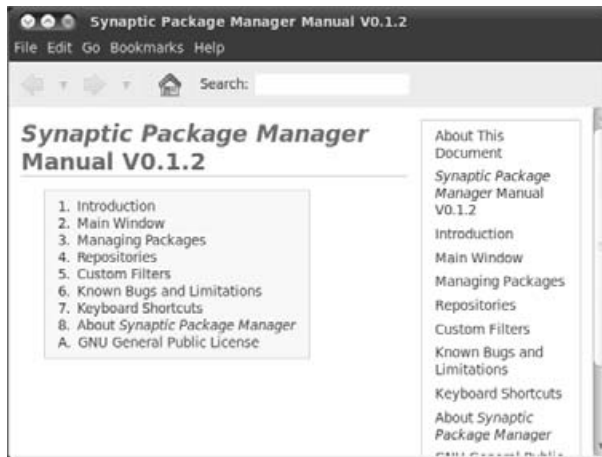 Synaptic Package Manager Manual V0.1.2
File Edit Go Bookmarks Help
Search:
Synaptic Package Manager
Manual V0.1.2
1. Introduction
2. Main Window
3. Managing Packages
4. Repositories
5. Custom Filters
6. Known Bugs and Limitations
7. Keyboard Shortcuts
8. About Synaptic Package Manager
A. GNU General Public License
About This
Document
Synaptic Package
Manager Manual
V0.1.2
Introduction
Main Window
Managing Packages
Repositories
Custom Filters
Known Bugs and
Limitations
Keyboard Shortcuts
About Synaptic
Package Manager
GNU General Public